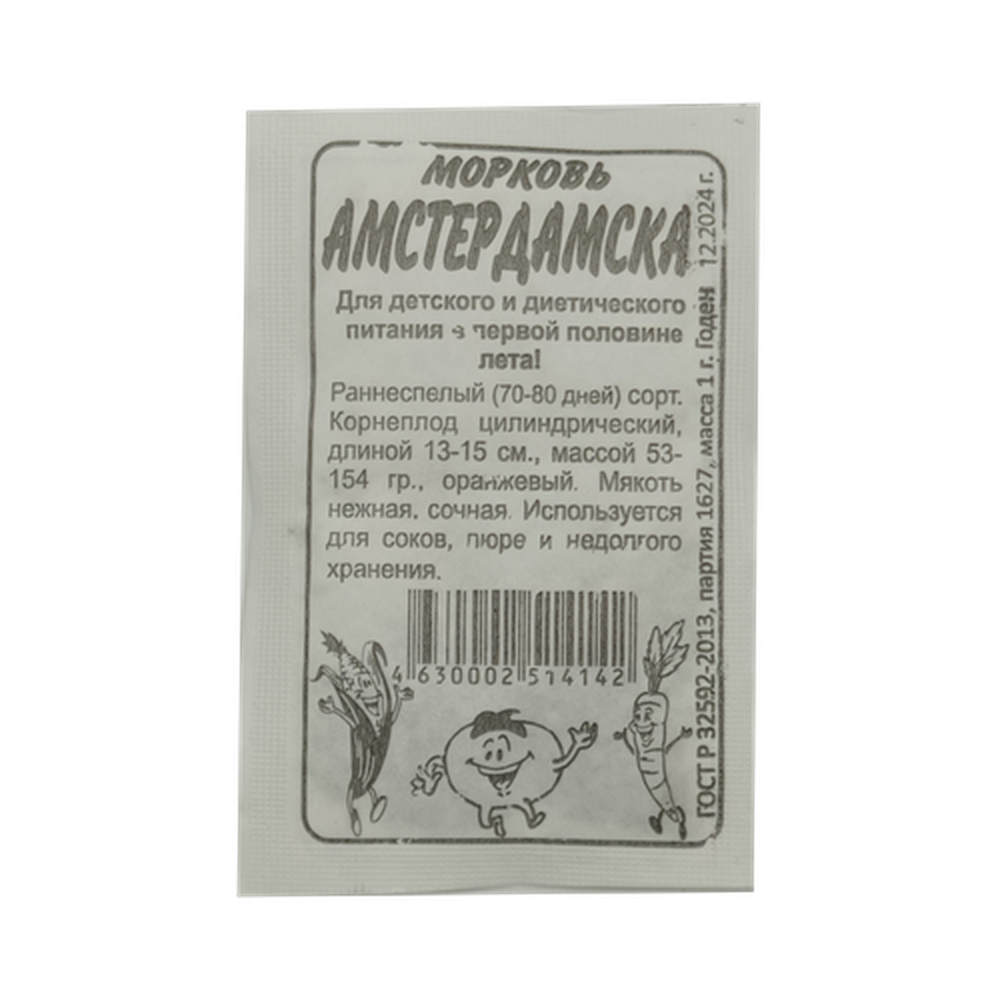 МОРКОВЬ
АМСТЕРДАМСКА
Для детского и диетического
питания в первой половине
лета!
Раннеспелый (70-80 дней) сорт.
Корнеплод цилиндрический,
длиной 13-15 см., массой 53-
154 гр., оранжевый. Мякоть
нежная, сочная. Используется
для соков, пюре и недолгого
хранения.
4 630002 514142
ГОСТ Р 32592-2013, партия 1627, масса 1 г. Годен 12.2024 г.